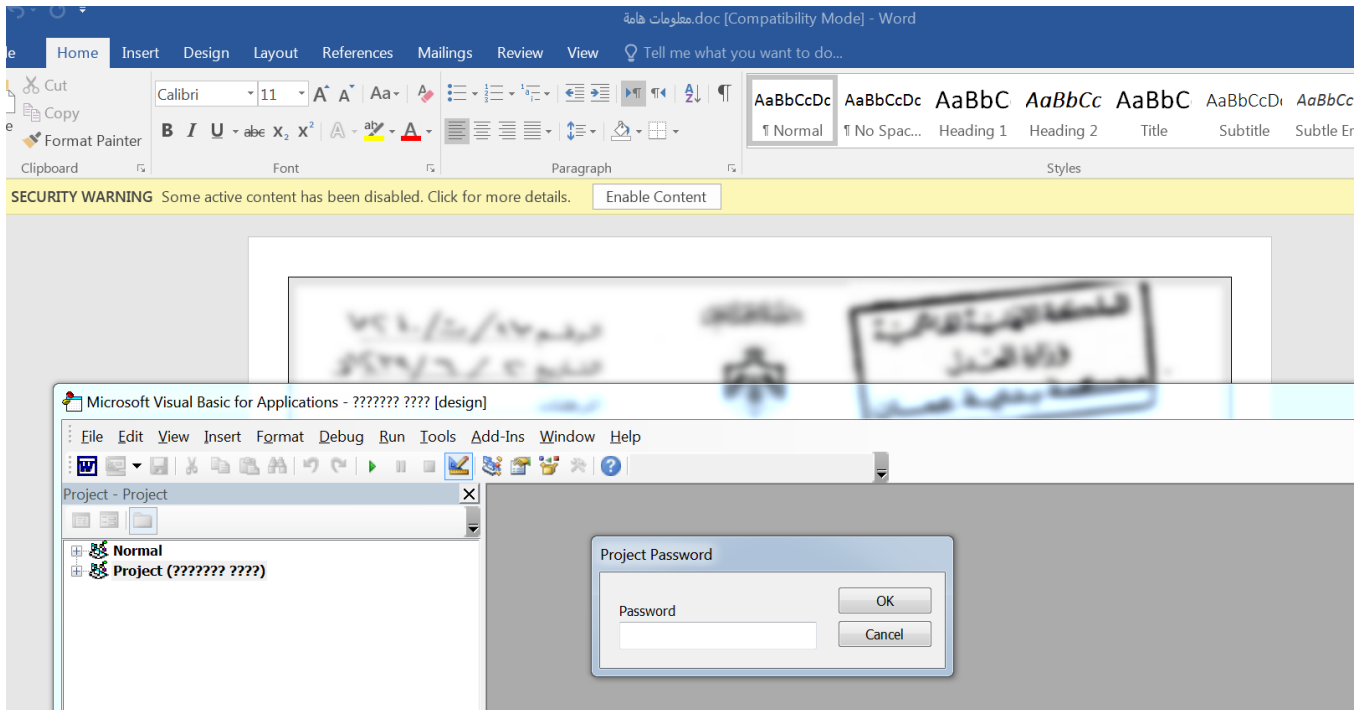 معلومات هامة.doc [Compatibility Mode] - Word
Home Insert Design Layout References Mailings Review View Tell me what you want to do...
Cut
Copy
Format Painter
Clipboard
Calibri 11
Font
Paragraph
AaBbCcDc AaBbCcDc AaBbC AaBbCc AaBbC AaBbCcD AaBbCc
¶ Normal ¶ No Spac... Heading 1 Heading 2 Title Subtitle Subtle
Styles
SECURITY WARNING Some active content has been disabled. Click for more details. Enable Content
Microsoft Visual Basic for Applications - ??????? ???? [design]
File Edit View Insert Format Debug Run Tools Add-Ins Window Help
Project - Project
Normal
Project (??????? ????)
Project Password
Password
OK
Cancel